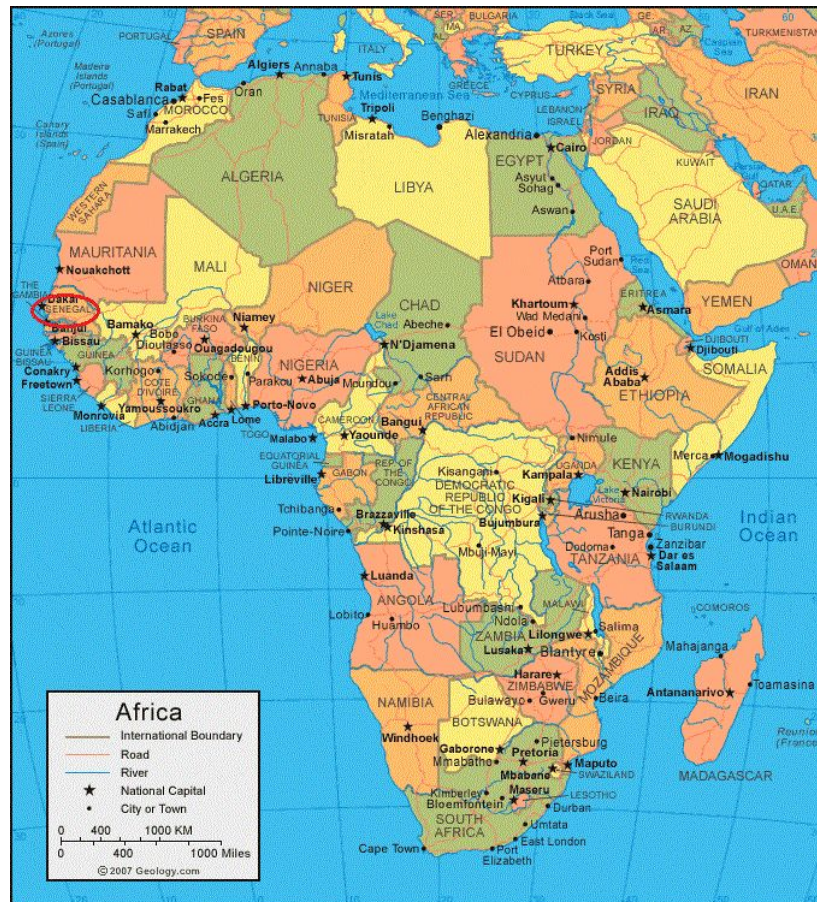 Azores
(Portugal)
PORTUGAL
SPAIN
ITALY
BULGARIA
Black Sea
GE.
AR.
AZ.
Caspian Sea
TURKMENISTAN
TURKEY
GREECE
Madeira
Islands
(Portugal)
Algiers
Annaba
Tunis
Mediterranean Sea
CYPRUS
SYRIA
LEBANON
ISRAEL
IRAQ
IRAN
Rabat
Oran
Casablanca
Fes
MOROCCO
Safi
Marrakech
TUNISIA
Tripoli
Misratah
Benghazi
Alexandria
JORDAN
Cairo
KUWAIT
Persian Gulf
Canary
Islands
(Spain)
ALGERIA
LIBYA
EGYPT
Asyut
Sohag
Aswan
SAUDI
ARABIA
QATAR
U.A.E.
OMAN
WESTERN
SAHARA
MAURITANIA
Nouakchott
MALI
NIGER
CHAD
Port
Sudan
Red
Sea
Atbara
YEMEN
THE
GAMBIA
Dakar
SENEGAL
Banjul
Bissau
GUINEA
BISSAU
Bamako
BURKINA
FASO
Bobo
Dioulasso
Ouagadougou
Niamey
Lake
Chad
Abeche
N'Djamena
Khartoum
Wad Medani
El Obeid
Kosti
SUDAN
ERITREA
Asmara
Gulf of Aden
DJIBOUTI
Djibouti
SOMALIA
GUINEA
Conakry
Freetown
SIERRA
LEONE
Korhogo
COTE
D'IVOIRE
Sokode
BENIN
Parakou
NIGERIA
Abuja
Moundou
Sarh
Addis
Ababa
ETHIOPIA
Monrovia
LIBERIA
Yamoussoukro
Abidjan
GHANA
Accra
Lome
TOGO
Porto-Novo
CAMEROON
Malabo
Yaounde
CENTRAL
AFRICAN
REPUBLIC
Bangui
Nimule
EQUATORIAL
GUINEA
Libreville
GABON
REP OF
THE
CONGO
Kisangani
DEMOCRATIC
REPUBLIC
OF THE CONGO
UGANDA
Kampala
KENYA
Nairobi
Merca
Mogadishu
Tchibanga
Pointe-Noire
Brazzaville
Kinshasa
Kigali
Bujumbura
Lake
Victoria
RWANDA
BURUNDI
Arusha
Tanga
Zanzibar
Dodoma
TANZANIA
Dar es
Salaam
Atlantic
Ocean
Indian
Ocean
Mbuji-Mayi
Luanda
ANGOLA
Lobito
Huambo
Lubumbashi
Ndola
ZAMBIA
Lusaka
MALAWI
Lilongwe
Salima
Blantyre
MOZAMBIQUE
COMOROS
Mahajanga
Toamasina
Antananarivo
MADAGASCAR
Reunion
(France)
Harare
ZIMBABWE
Bulawayo
Gweru
Beira
NAMIBIA
Windhoek
BOTSWANA
Gaborone
Pietersburg
Pretoria
Mmabatho
Maputo
Mbabane
SWAZILAND
Kimberley
Maseru
LESOTHO
Bloemfontein
Durban
SOUTH
AFRICA
Umtata
East London
Cape Town
Port
Elizabeth
Africa
International Boundary
Road
River
National Capital
City or Town
0 400 1000 KM
0 400 1000 Miles
© 2007 Geology.com